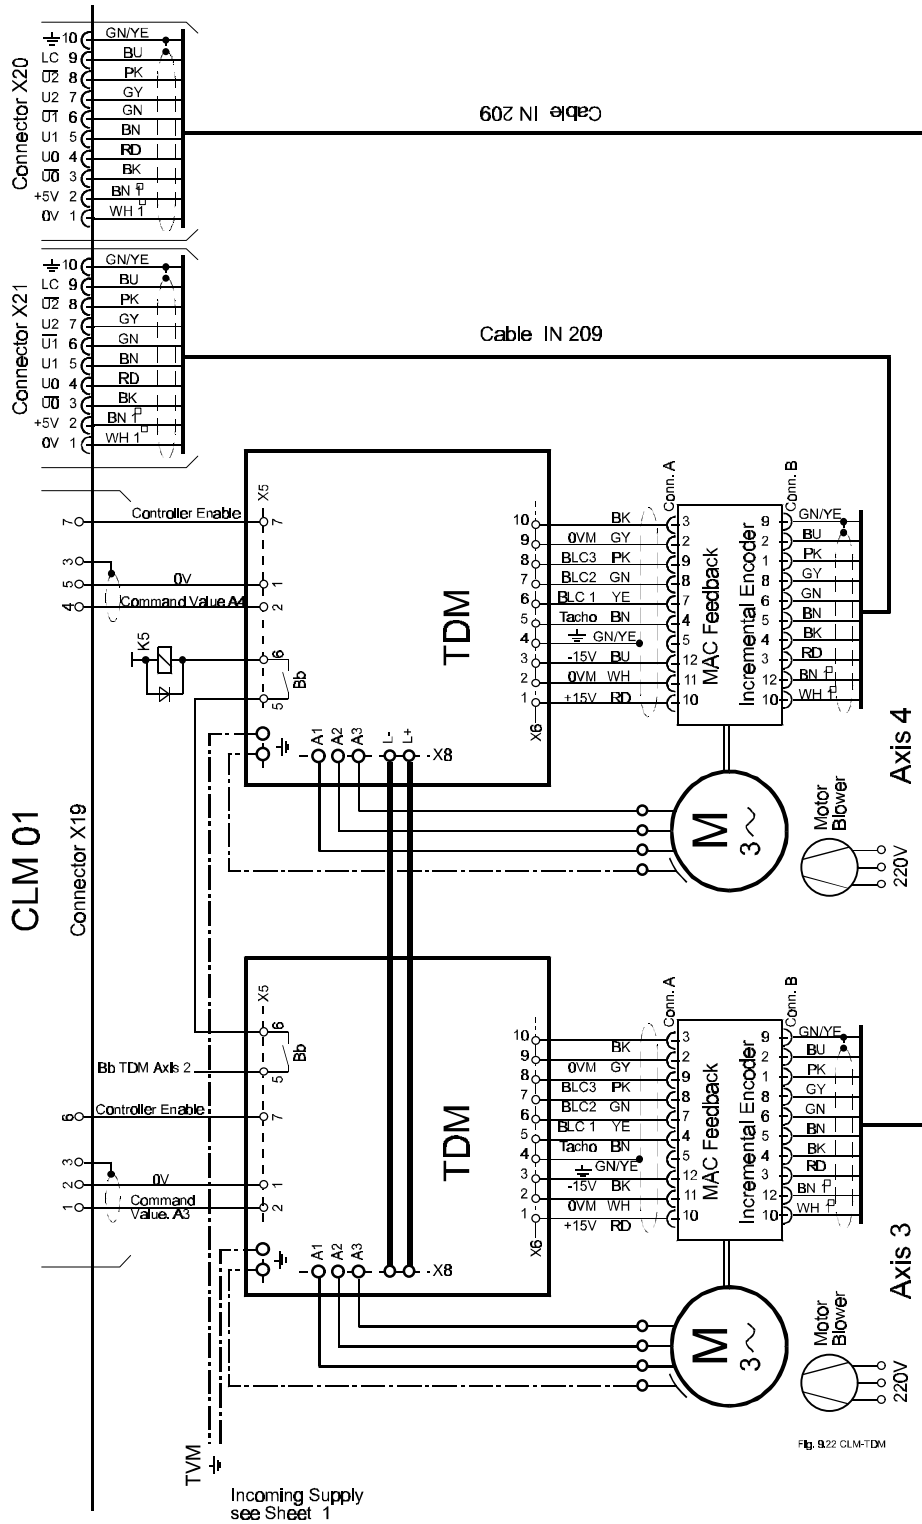 Connector X20
10 GN/YE
LC 9 BU
U2 8 PK
U2 7 GY
U1 6 GN
U1 5 BN
U0 4 RD
U0 3 BK
+5V 2 BN 1
0V 1 WH 1
Cable IN 209
Connector X21
10 GN/YE
LC 9 BU
U2 8 PK
U2 7 GY
U1 6 GN
U1 5 BN
U0 4 RD
U0 3 BK
+5V 2 BN 1
0V 1 WH 1
Cable IN 209
CLM 01
Connector X19
7 Controller Enable 7
3
5 0V 1
4 Command Value A4 2
K5
6
5
Bb
X5
TDM
A1 A2 A3 L- L+ X8
X6
10 BK 3
9 0VM GY 2
8 BLC3 PK 9
7 BLC2 GN 8
6 BLC 1 YE 7
5 Tacho BN 4
4 GN/YE 5
3 -15V BU 12
2 0VM WH 11
1 +15V RD 10
Conn. A
MAC Feedback
Incremental Encoder
Conn. B
9 GN/YE
2 BU
1 PK
8 GY
6 GN
5 BN
4 BK
3 RD
12 BN 1
10 WH 1
M
3~
Motor
Blower
220V
Axis 4
X5
6
Bb
Bb TDM Axis 2 5
6 Controller Enable 7
3
2 0V 1
1 Command
Value. A3 2
TDM
A1 A2 A3 X8
X6
10 BK 3
9 0VM GY 2
8 BLC3 PK 9
7 BLC2 GN 8
6 BLC 1 YE 7
5 Tacho BN 4
4 GN/YE 5
3 -15V BK 12
2 0VM WH 11
1 +15V RD 10
Conn. A
MAC Feedback
Incremental Encoder
Conn. B
9 GN/YE
2 BU
1 PK
8 GY
6 GN
5 BN
4 BK
3 RD
12 BN 1
10 WH 1
M
3~
Motor
Blower
220V
Axis 3
TVM
Incoming Supply
see Sheet 1
Fig. 9.22 CLM-TDM